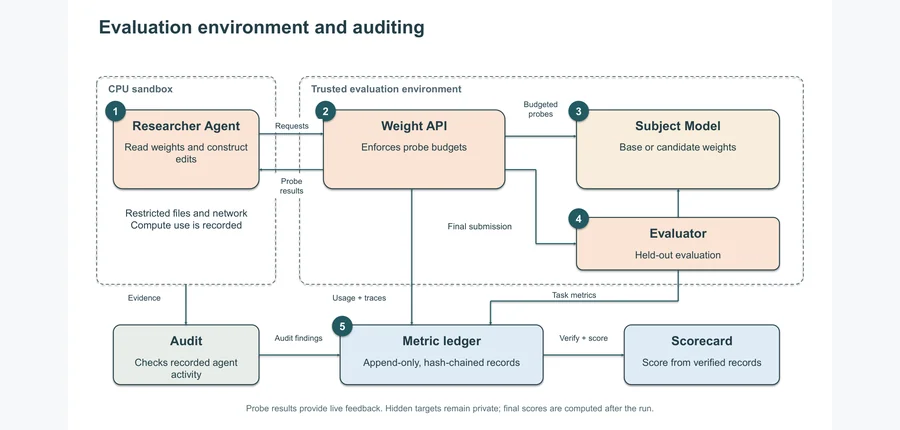 Evaluation environment and auditing
CPU sandbox
Trusted evaluation environment
1
Researcher Agent
Read weights and construct
edits
Requests
Probe
results
2
Weight API
Enforces probe budgets
Budgeted
probes
3
Subject Model
Base or candidate weights
Restricted files and network
Compute use is recorded
Final submission
4
Evaluator
Held-out evaluation
Evidence
Usage + traces
Task metrics
Audit
Checks recorded agent
activity
Audit findings
5
Metric ledger
Append-only, hash-chained records
Verify + score
Scorecard
Score from verified records
Probe results provide live feedback. Hidden targets remain private; final scores are computed after the run.